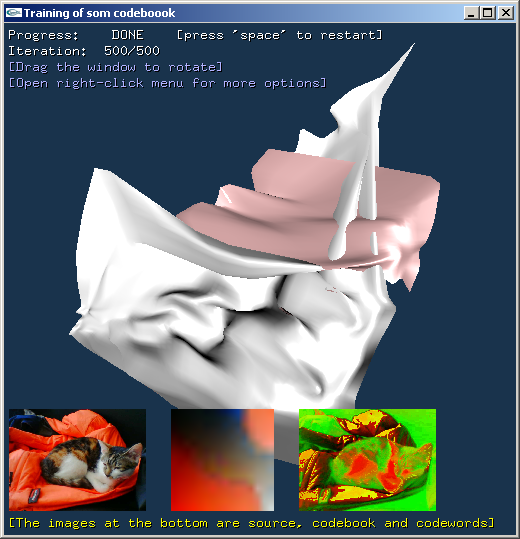 Training of som codeboook
Progress: DONE [press 'space' to restart]
Iteration: 500/500
[Drag the window to rotate]
[Open right-click menu for more options]
[The images at the bottom are source, codebook and codewords]